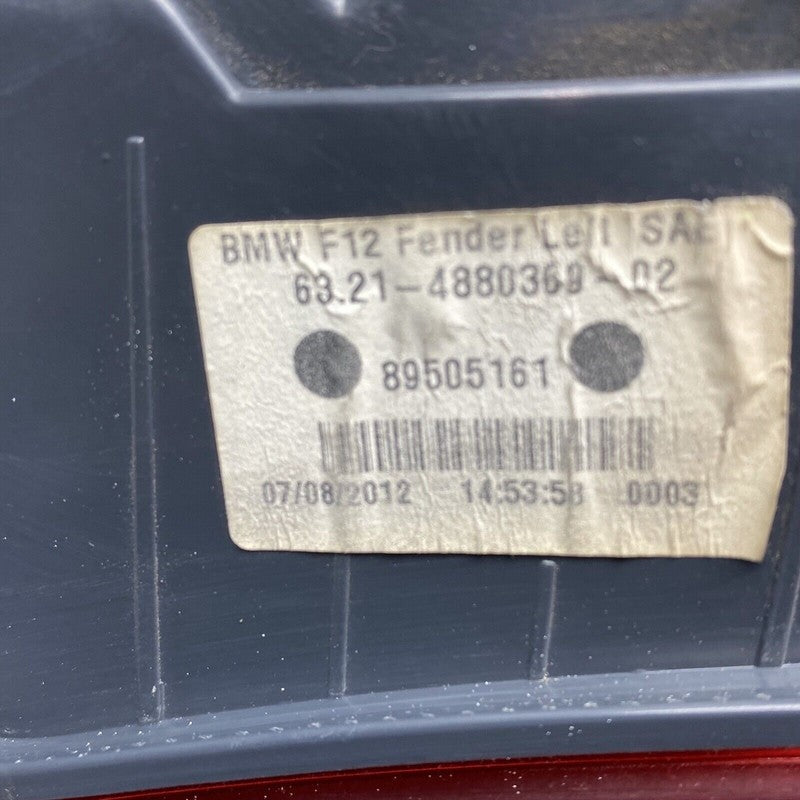 BMW F12 Fender Left SAE
63.21-4880369-02
89505161
07/08/2012 14:53:58 0003